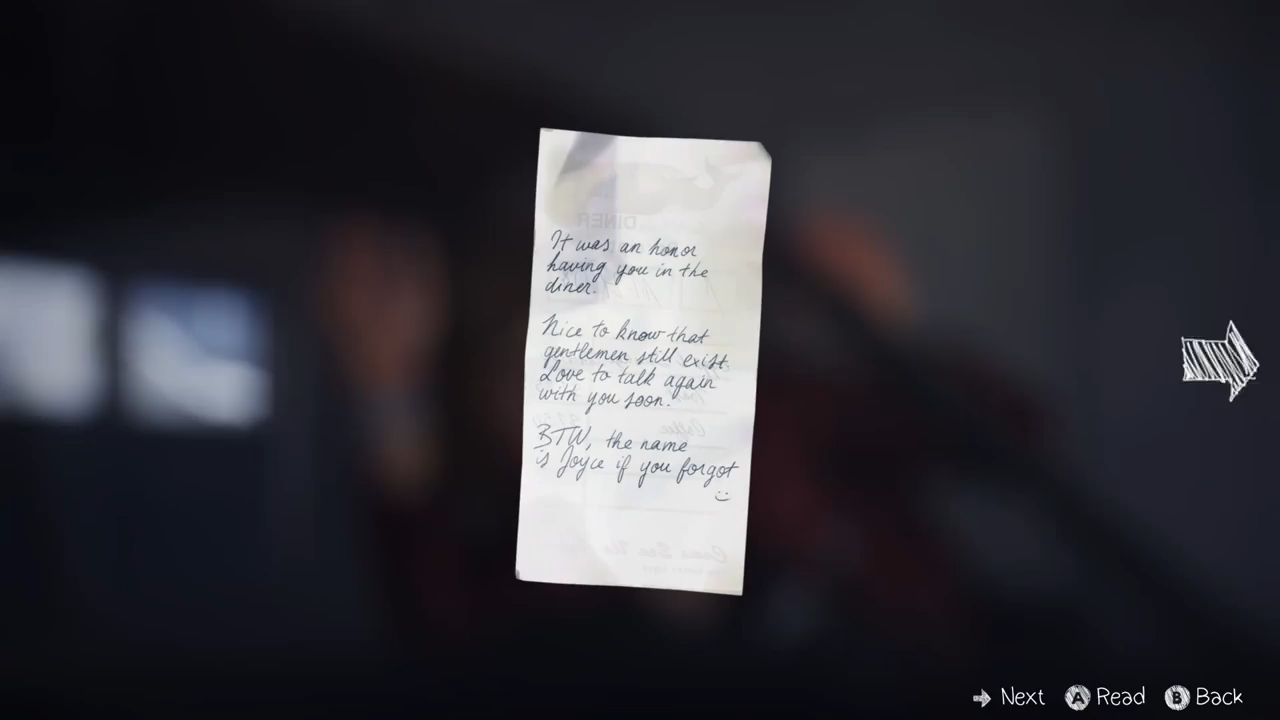 DINER
It was an honor
having you in the
diner.
Nice to know that
gentlemen still exist.
Love to talk again
with you soon.
BTW, the name
is Joyce if you forgot
:)
Next A Read B Back